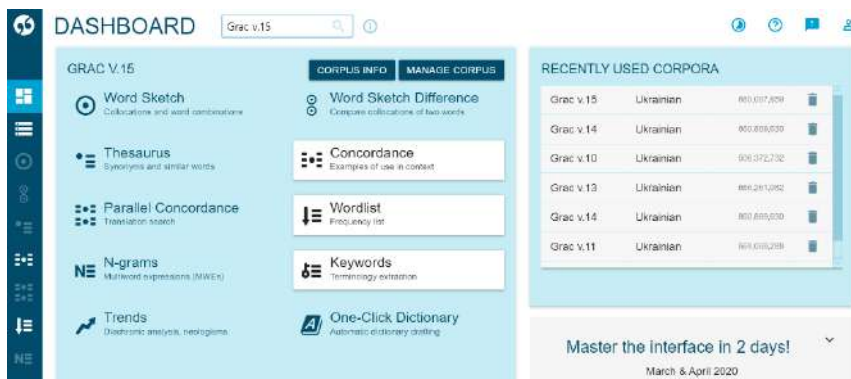 DASHBOARD
Grac v.15
GRAC V.15
CORPUS INFO
MANAGE CORPUS
Word Sketch
Collocations and word combinations
Word Sketch Difference
Compare collocations of two words
Thesaurus
Synonyms and similar words
Concordance
Examples of use in context
Parallel Concordance
Translation search
Wordlist
Frequency list
N-grams
Multiword expressions (MWEs)
Keywords
Terminology extraction
Trends
Diachronic analysis, neologisms
One-Click Dictionary
Automatic dictionary drafting
RECENTLY USED CORPORA
Grac v.15 Ukrainian
Grac v.14 Ukrainian
Grac v.10 Ukrainian
Grac v.13 Ukrainian
Grac v.14 Ukrainian
Grac v.11 Ukrainian
Master the interface in 2 days!
March & April 2020